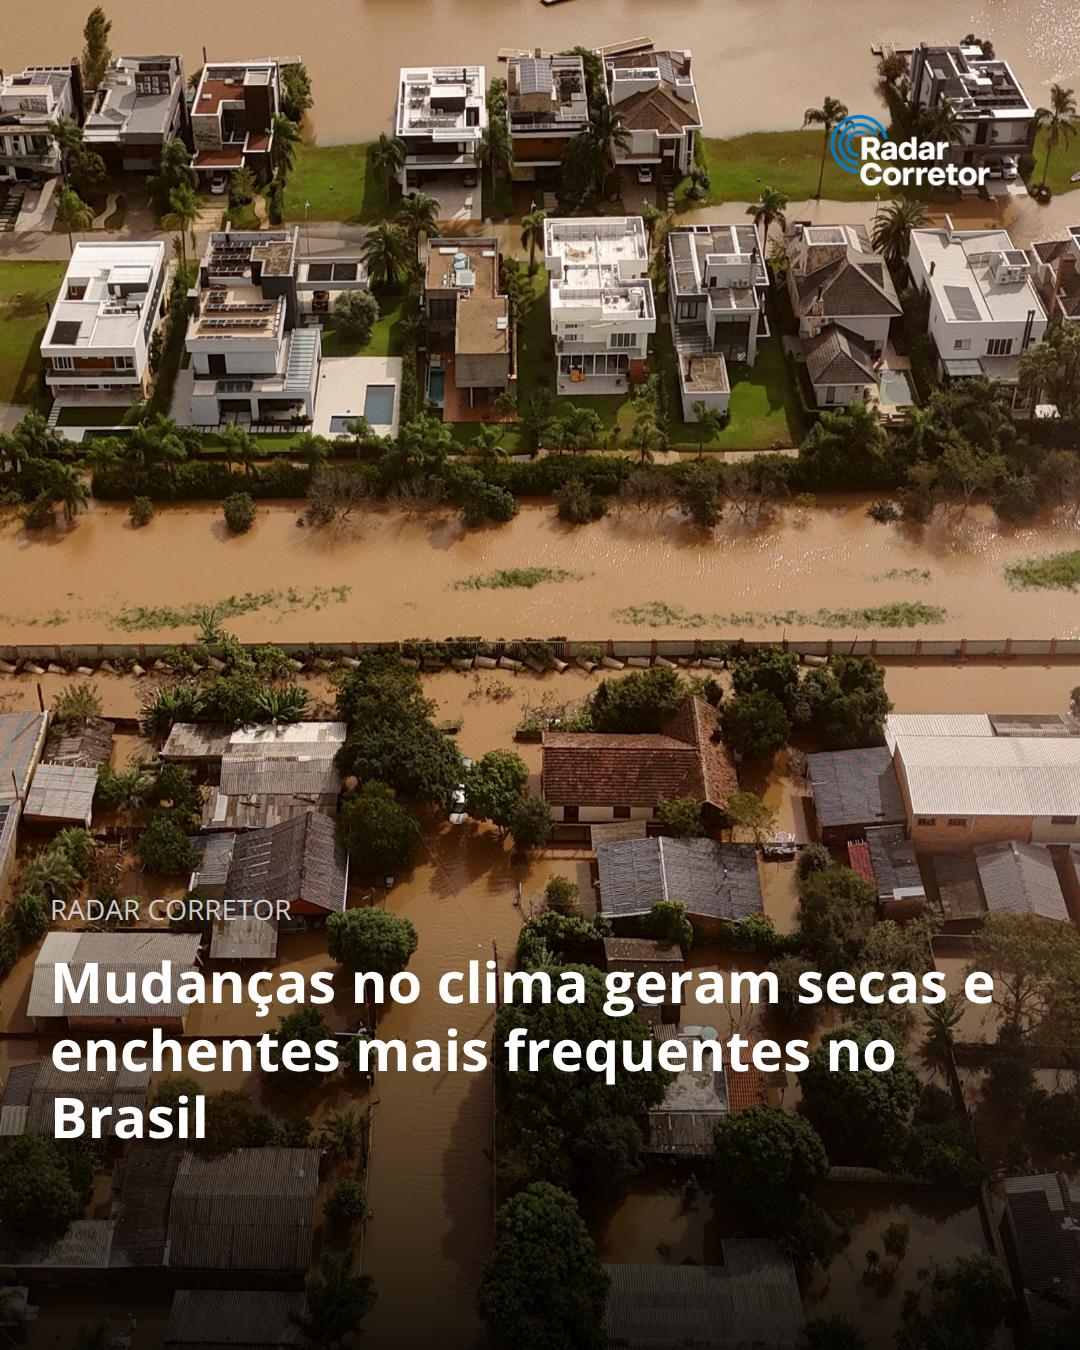 Radar
Corretor
RADAR CORRETOR
Mudanças no clima geram secas e
enchentes mais frequentes no
Brasil